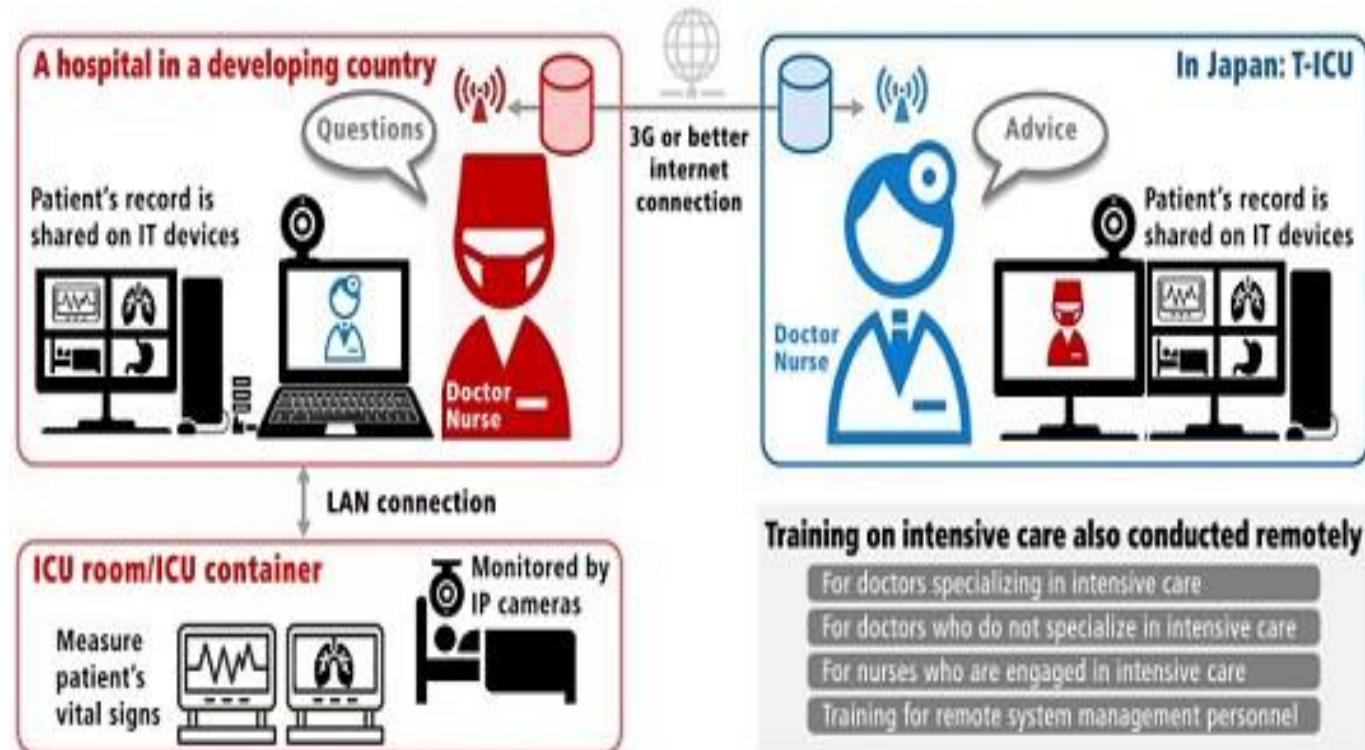 A hospital in a developing country
Questions
Patient's record is
shared on IT devices
Doctor
Nurse
3G or better
internet
connection
In Japan: T-ICU
Advice
Patient's record is
shared on IT devices
Doctor
Nurse
LAN connection
ICU room/ICU container
Monitored by
IP cameras
Measure
patient's
vital signs
Training on intensive care also conducted remotely
For doctors specializing in intensive care
For doctors who do not specialize in intensive care
For nurses who are engaged in intensive care
Training for remote system management personnel